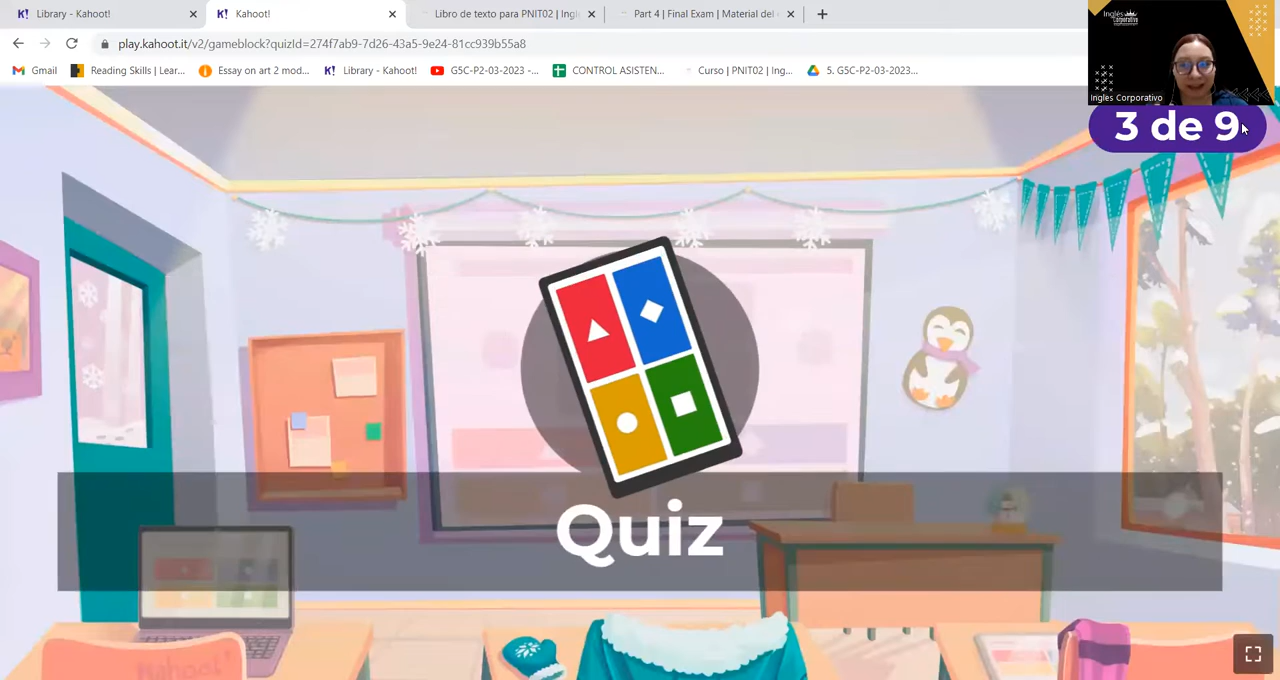 Library - Kahoot!
Kahoot!
Libro de texto para PNIT02 | Ingl
Part 4 | Final Exam | Material del
play.kahoot.it/v2/gameblock?quizId=274f7ab9-7d26-43a5-9e24-81cc939b55a8
Gmail
Reading Skills | Lear...
Essay on art 2 mod...
Library - Kahoot!
G5C-P2-03-2023 -...
CONTROL ASISTEN...
Curso | PNIT02 | Ing...
5. G5C-P2-03-2023...
Inglés
Corporativo
Ingles Corporativo
3 de 9
Quiz
Kahoot!